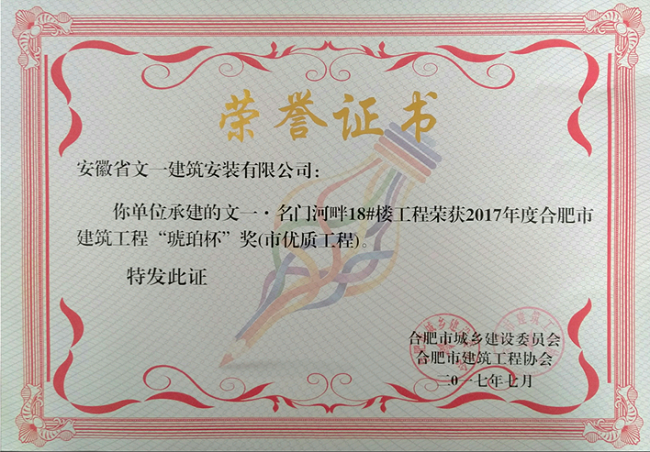 荣誉证书
安徽省文一建筑安装有限公司：
你单位承建的文一·名门河畔18#楼工程荣获2017年度合肥市
建筑工程“琥珀杯”奖(市优质工程)。
特发此证
合肥市城乡建设委员会
合肥市建筑工程协会
二○一七年七月